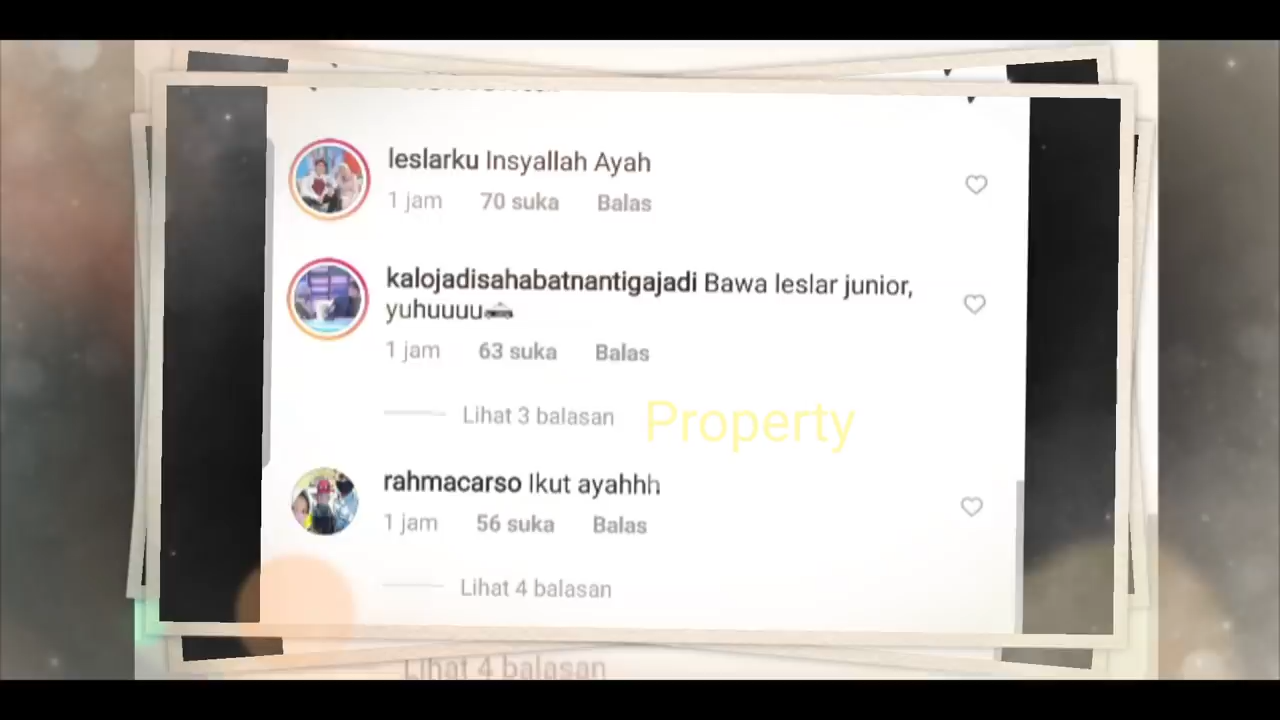 leslarku Insyallah Ayah
1 jam 70 suka Balas
kalojadisahabatnantigajadi Bawa leslar junior,
yuhuuuu🚗
1 jam 63 suka Balas
Lihat 3 balasan
Property
rahmacarso Ikut ayahhh
1 jam 56 suka Balas
Lihat 4 balasan
Lihat 4 balasan